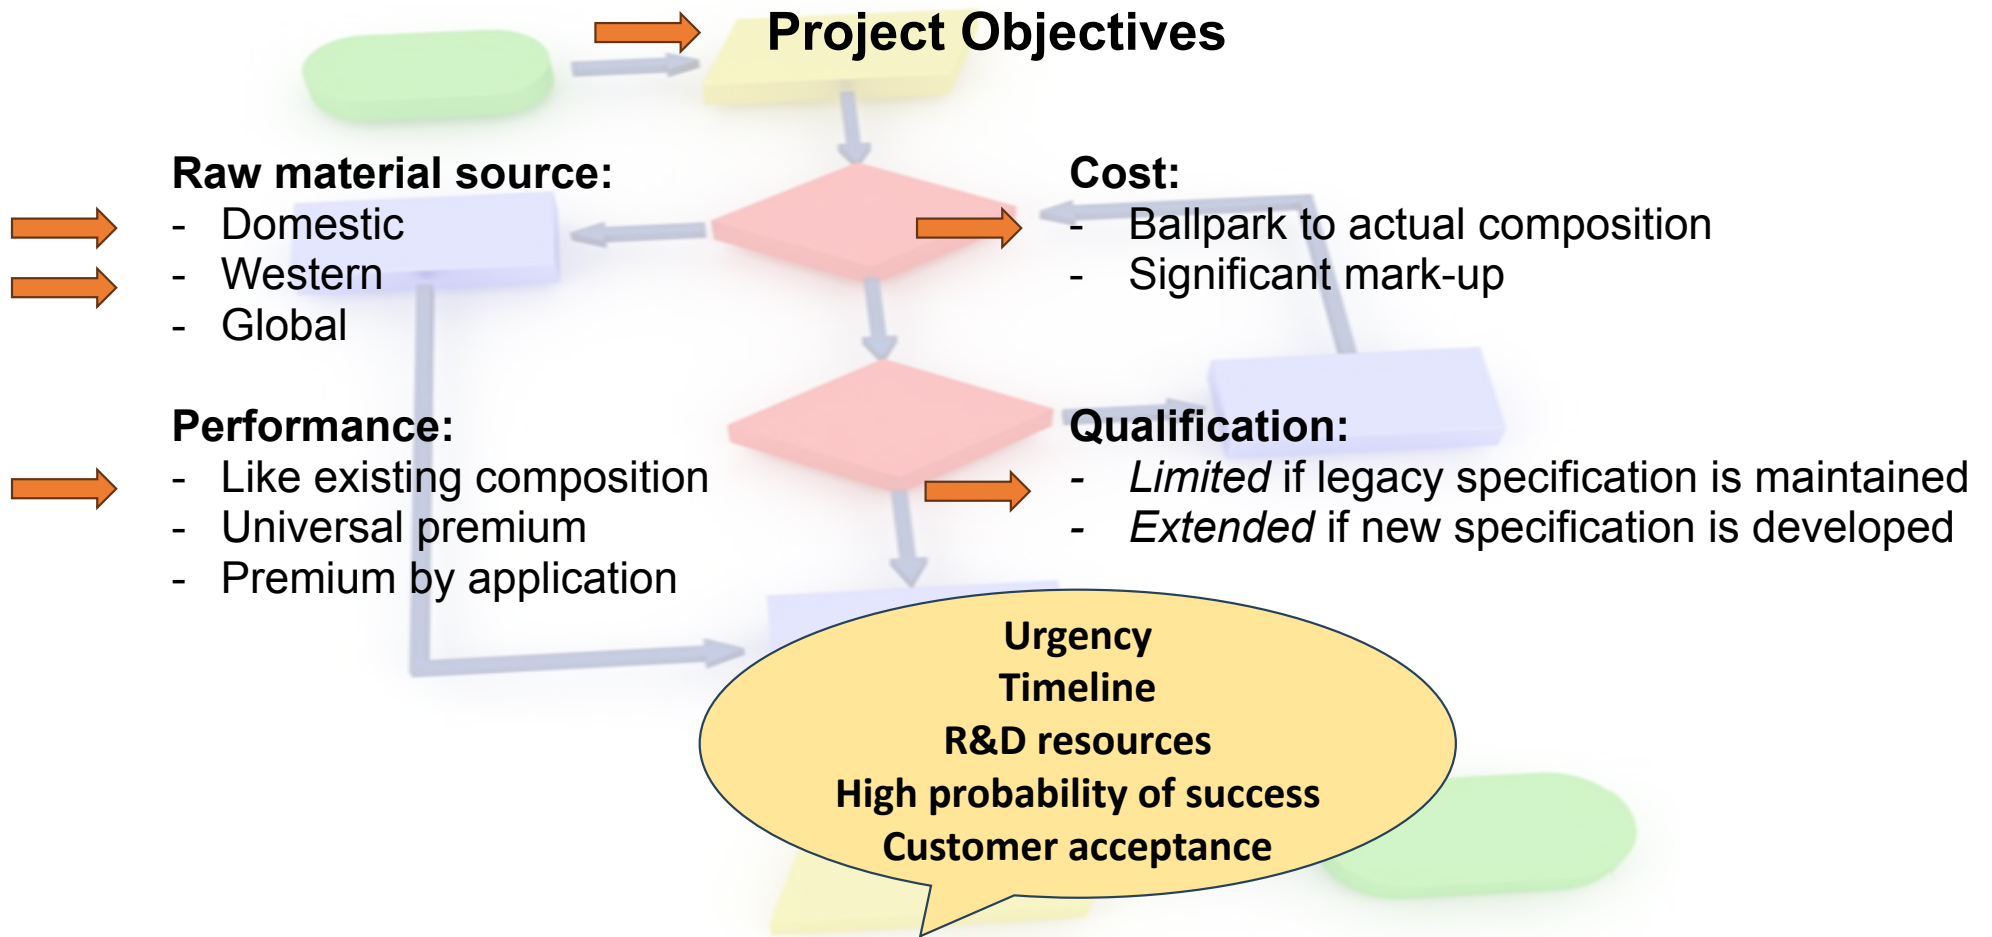 Project Objectives
Raw material source:
- Domestic
- Western
- Global
Cost:
- Ballpark to actual composition
- Significant mark-up
Performance:
- Like existing composition
- Universal premium
- Premium by application
Qualification:
- Limited if legacy specification is maintained
- Extended if new specification is developed
Urgency
Timeline
R&D resources
High probability of success
Customer acceptance